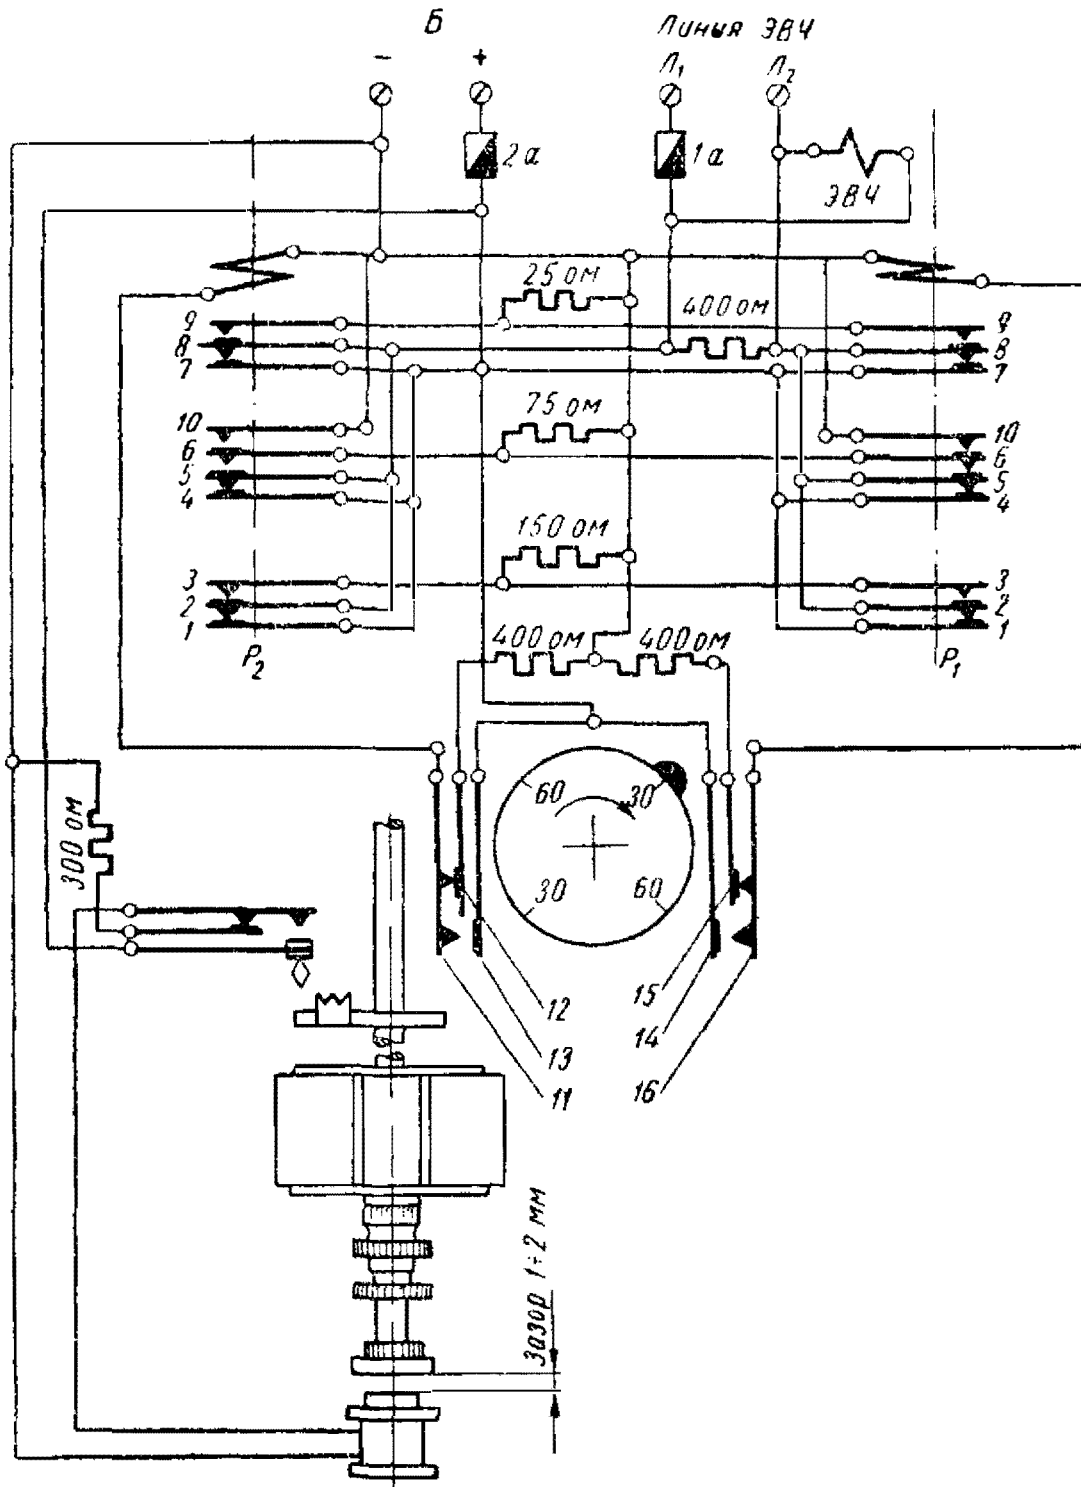 Б
Линия ЭВЧ
- +
Л1 Л2
2а
1а
ЭВЧ
25 ом
400 ом
9 9
8 8
7 7
75 ом
10 10
6 6
5 5
4 4
150 ом
3 3
2 2
1 1
400 ом 400 ом
Р2 Р1
60 30
300 ом
30 60
12 15
13 14
11 16
Зазор 1÷2 мм